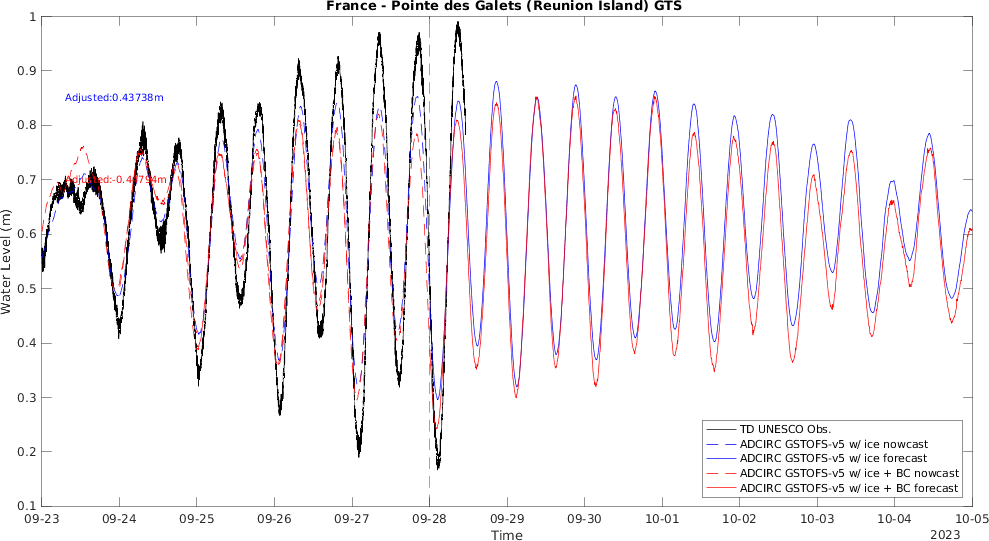 France - Pointe des Galets (Reunion Island) GTS
1
0.9
0.8
0.7
0.6
0.5
0.4
0.3
0.2
0.1
Water Level (m)
Adjusted:0.43738m
TD UNESCO Obs.
ADCIRC GSTOFS-v5 w/ ice nowcast
ADCIRC GSTOFS-v5 w/ ice forecast
ADCIRC GSTOFS-v5 w/ ice + BC nowcast
ADCIRC GSTOFS-v5 w/ ice + BC forecast
09-23 09-24 09-25 09-26 09-27 09-28 09-29 09-30 10-01 10-02 10-03 10-04 10-05
Time
2023